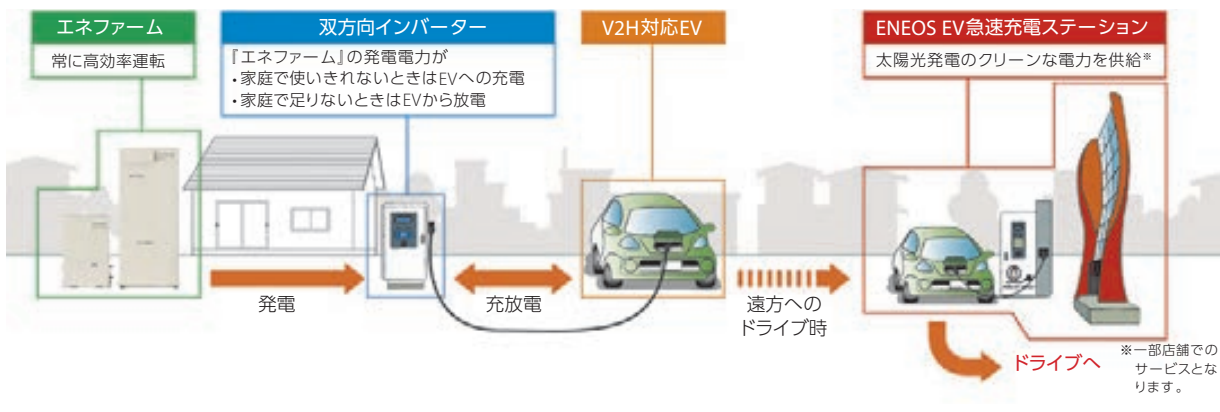 エネファーム
常に高効率運転
双方向インバーター
『エネファーム』の発電電力が
・家庭で使いきれないときはEVへの充電
・家庭で足りないときはEVから放電
V2H対応EV
ENEOS EV急速充電ステーション
太陽光発電のクリーンな電力を供給※
発電
充放電
遠方への
ドライブ時
ドライブへ
※一部店舗での
サービスとな
ります。